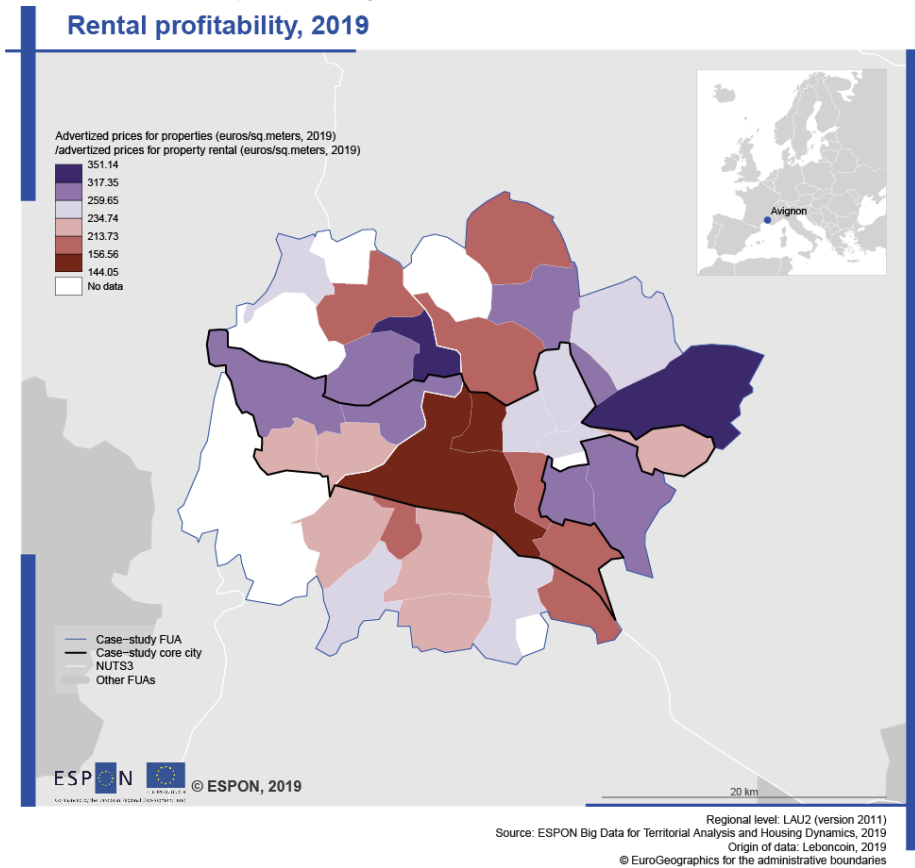 Rental profitability, 2019
Advertized prices for properties (euros/sq.meters, 2019)
/advertized prices for property rental (euros/sq.meters, 2019)
351.14
317.35
259.65
234.74
213.73
156.56
144.05
No data
Avignon
Case-study FUA
Case-study core city
NUTS3
Other FUAs
ESPON
© ESPON, 2019
20 km
Regional level: LAU2 (version 2011)
Source: ESPON Big Data for Territorial Analysis and Housing Dynamics, 2019
Origin of data: Leboncoin, 2019
© EuroGeographics for the administrative boundaries